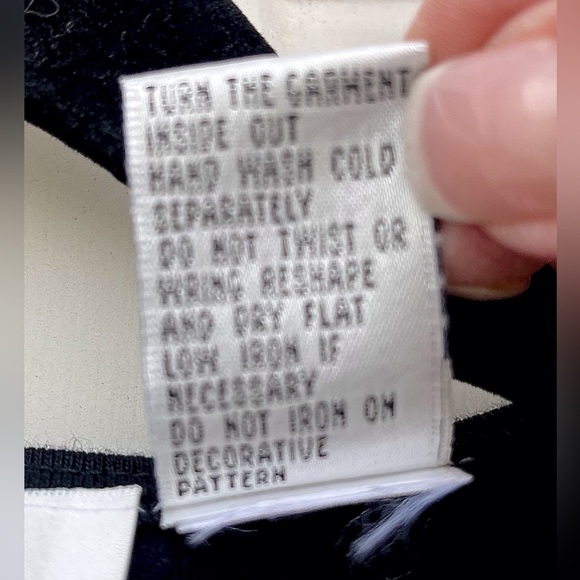 TURN THE GARMENT
INSIDE OUT
HAND WASH COLD
SEPARATELY
DO NOT TWIST OR
WRING RESHAPE
AND DRY FLAT
LOW IRON IF
NECESSARY
DO NOT IRON ON
DECORATIVE
PATTERN